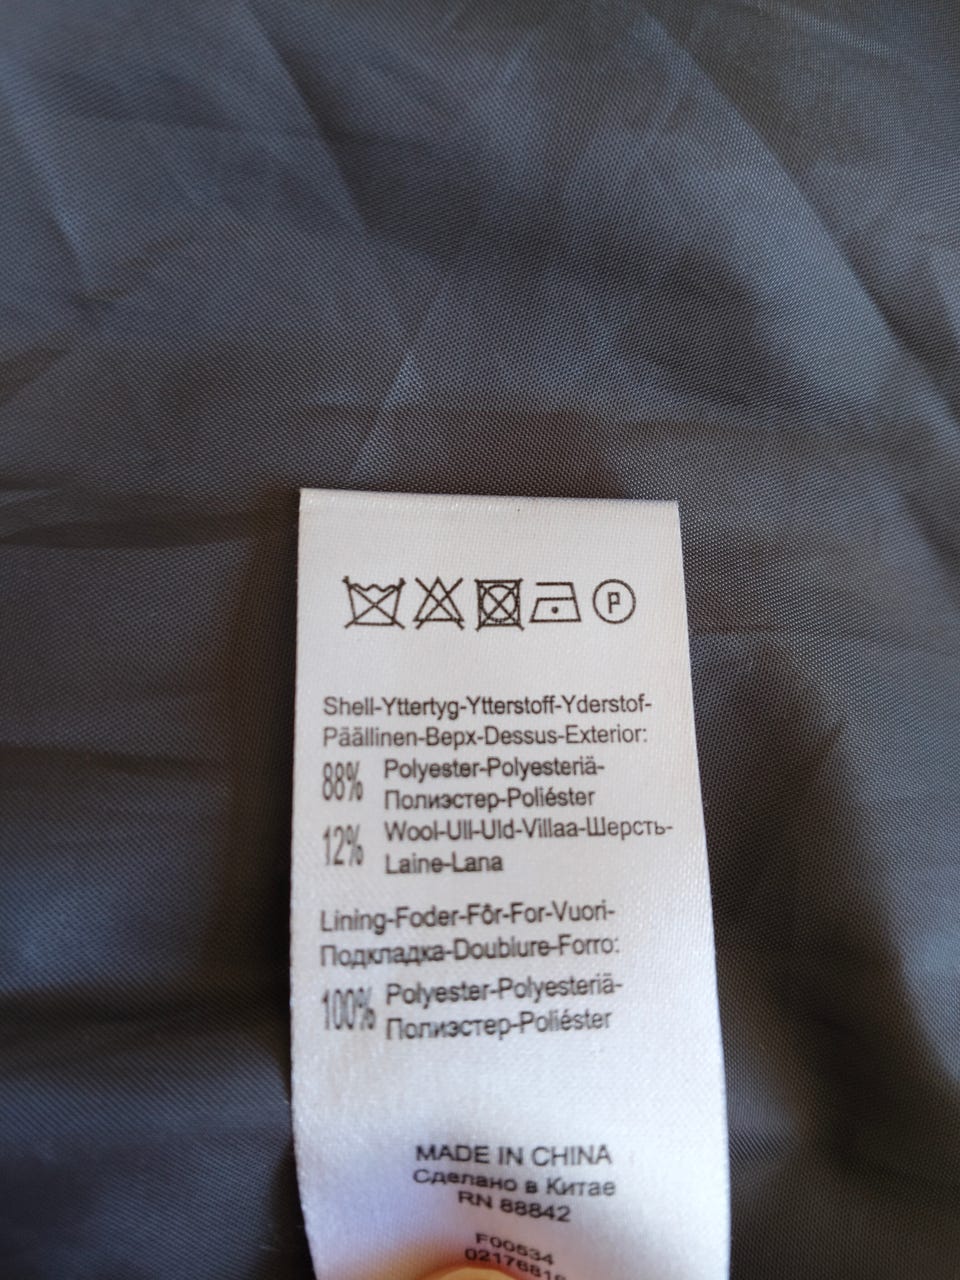 P
Shell-Yttertyg-Ytterstoff-Yderstof-
Päällinen-Верх-Dessus-Exterior:
88% Polyester-Polyesteriä-
Полиэстер-Poliéster
12% Wool-Ull-Uld-Villaa-Шерсть-
Laine-Lana
Lining-Foder-Fôr-For-Vuori-
Подкладка-Doublure-Forro:
100% Polyester-Polyesteriä-
Полиэстер-Poliéster
MADE IN CHINA
Сделано в Китае
RN 88842
F00634